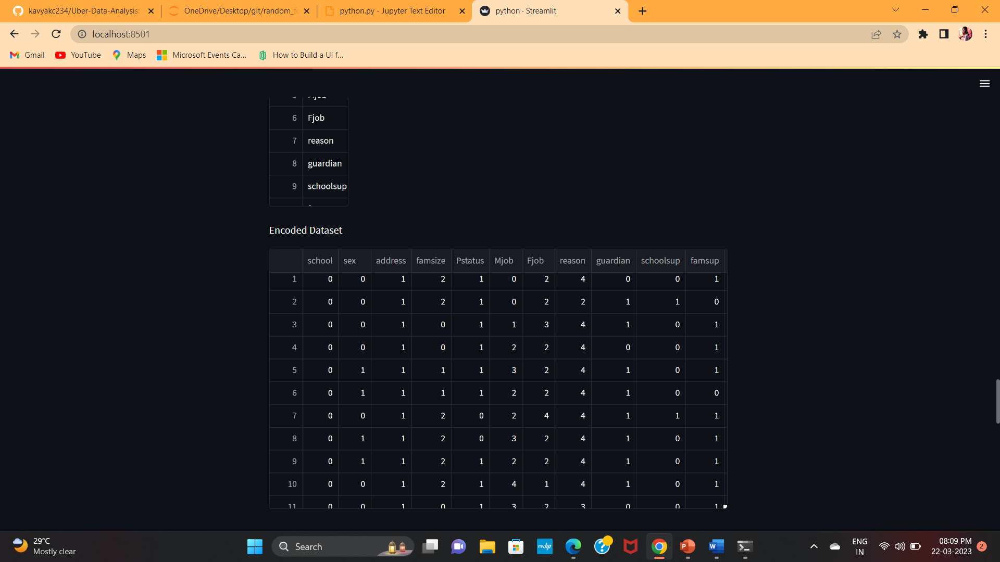 kavyakc234/Uber-Data-Analysis:
OneDrive/Desktop/git/random_f
python.py - Jupyter Text Editor
python · Streamlit
localhost:8501
Gmail
YouTube
Maps
Microsoft Events Ca...
How to Build a UI f...
6 Fjob
7 reason
8 guardian
9 schoolsup
Encoded Dataset
school sex address famsize Pstatus Mjob Fjob reason guardian schoolsup famsup
1 0 0 1 2 1 0 2 4 0 0 1
2 0 0 1 2 1 0 2 2 1 1 0
3 0 0 1 0 1 1 3 4 1 0 1
4 0 0 1 0 1 2 2 4 0 0 1
5 0 1 1 1 1 3 2 4 1 0 1
6 0 1 1 1 1 2 2 4 1 0 0
7 0 0 1 2 0 2 4 4 1 1 1
8 0 1 1 2 0 3 2 4 1 0 1
9 0 1 1 2 1 2 2 4 1 0 1
10 0 0 1 2 1 4 1 4 1 0 1
11 0 0 1 0 1 3 2 3 0 0 1
29°C
Mostly clear
Search
myhp
ENG
IN
08:09 PM
22-03-2023
2